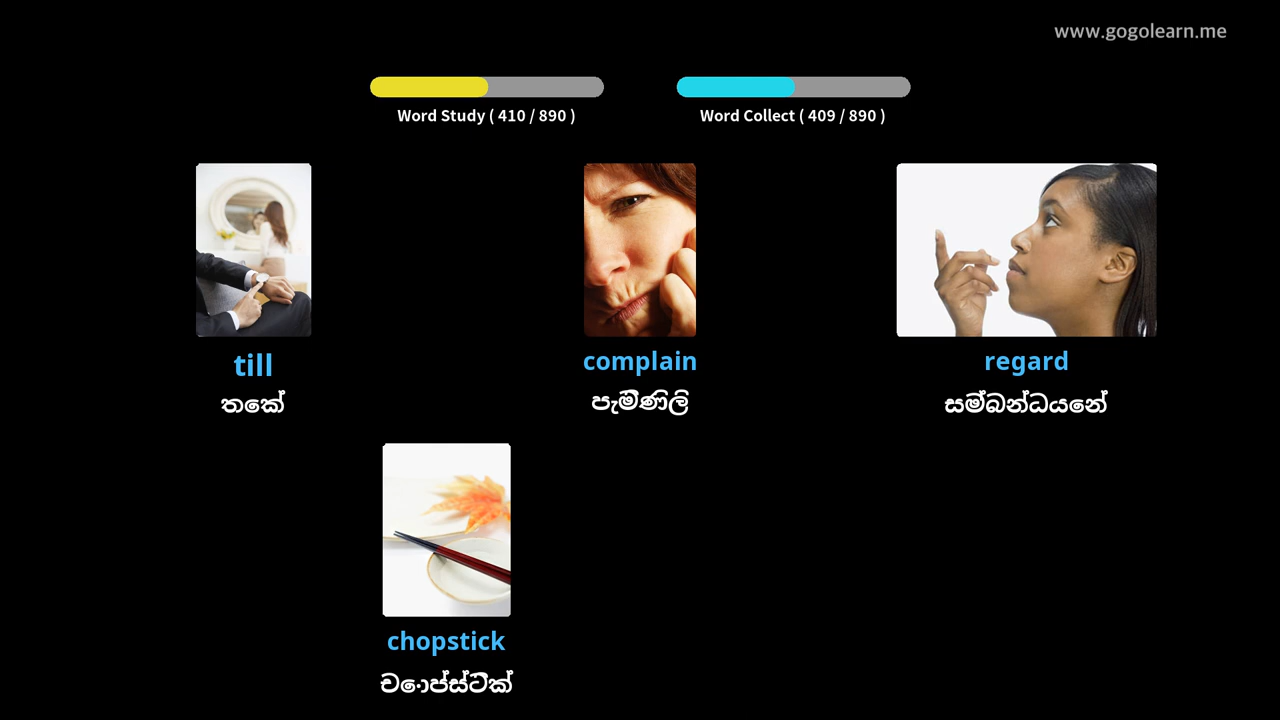 www.gogolearn.me
Word Study ( 410 / 890 )
Word Collect ( 409 / 890 )
till
තකේ
complain
පැමිණිලි
regard
සම්බන්ධයනේ
chopstick
චොප්ස්ටික්